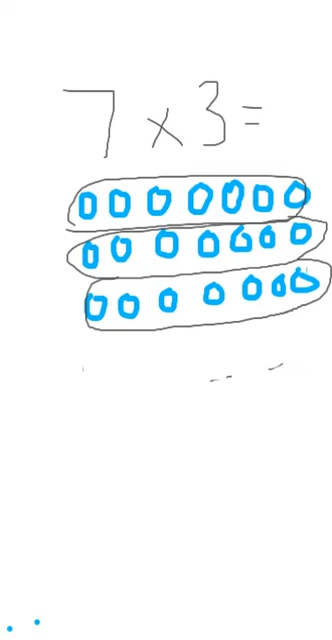 7 x 3 =